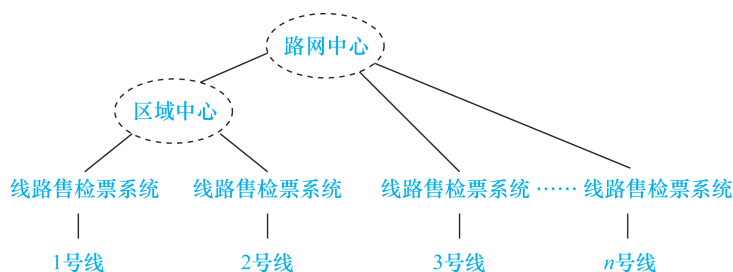 路网中心
区域中心
线路售检票系统 线路售检票系统 线路售检票系统 …… 线路售检票系统
1号线 2号线 3号线 n号线